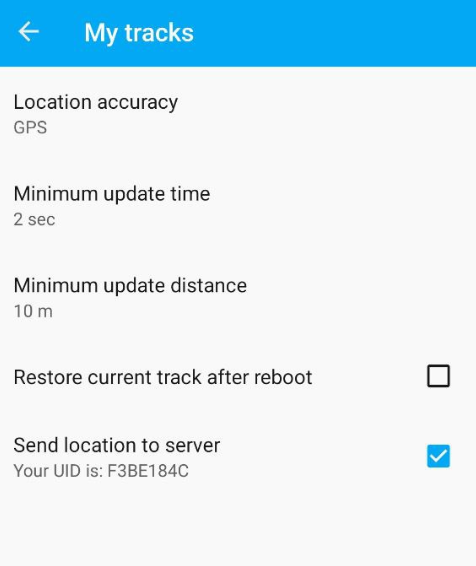 My tracks
Location accuracy
GPS
Minimum update time
2 sec
Minimum update distance
10 m
Restore current track after reboot
Send location to server
Your UID is: F3BE184C